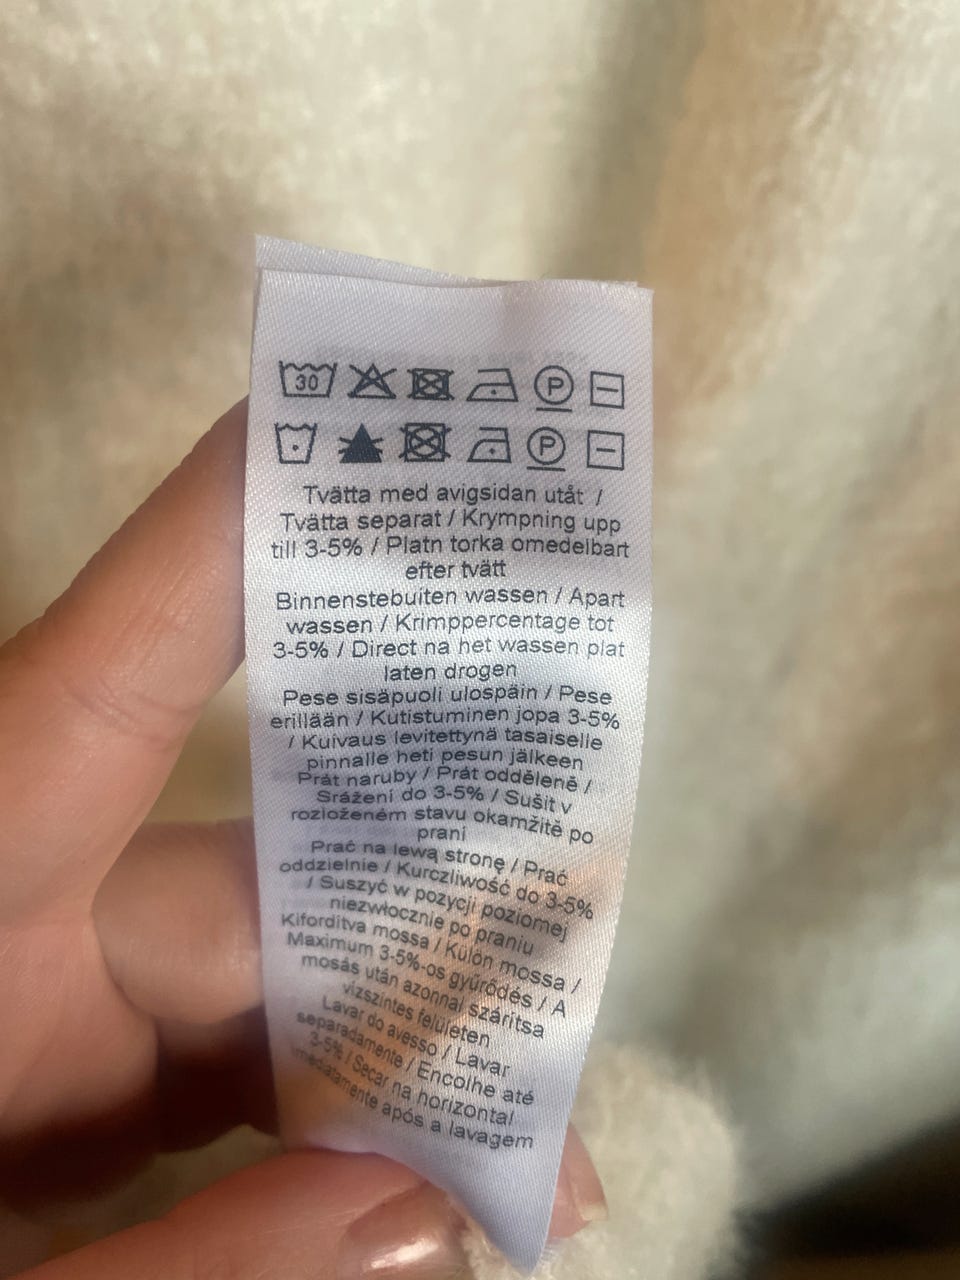 30 P
P
Tvätta med avigsidan utåt /
Tvätta separat / Krympning upp
till 3-5% / Platn torka omedelbart
efter tvätt
Binnenstebuiten wassen / Apart
wassen / Krimppercentage tot
3-5% / Direct na het wassen plat
laten drogen
Pese sisäpuoli ulospäin / Pese
erillään / Kutistuminen jopa 3-5%
/ Kuivaus levitettynä tasaiselle
pinnalle heti pesun jälkeen
Prát naruby / Prát odděleně /
Srážení do 3-5% / Sušit v
rozloženém stavu okamžitě po
praní
Prać na lewą stronę / Prać
oddzielnie / Kurczliwość do 3-5%
/ Suszyć w pozycji poziomej
niezwłocznie po praniu
Kifordítva mossa / Külön mossa /
Maximum 3-5%-os gyűrődés / A
mosás után azonnal szárítsa
vízszintes felületen
Lavar do avesso / Lavar
separadamente / Encolhe até
3-5% / Secar na horizontal
imediatamente após a lavagem